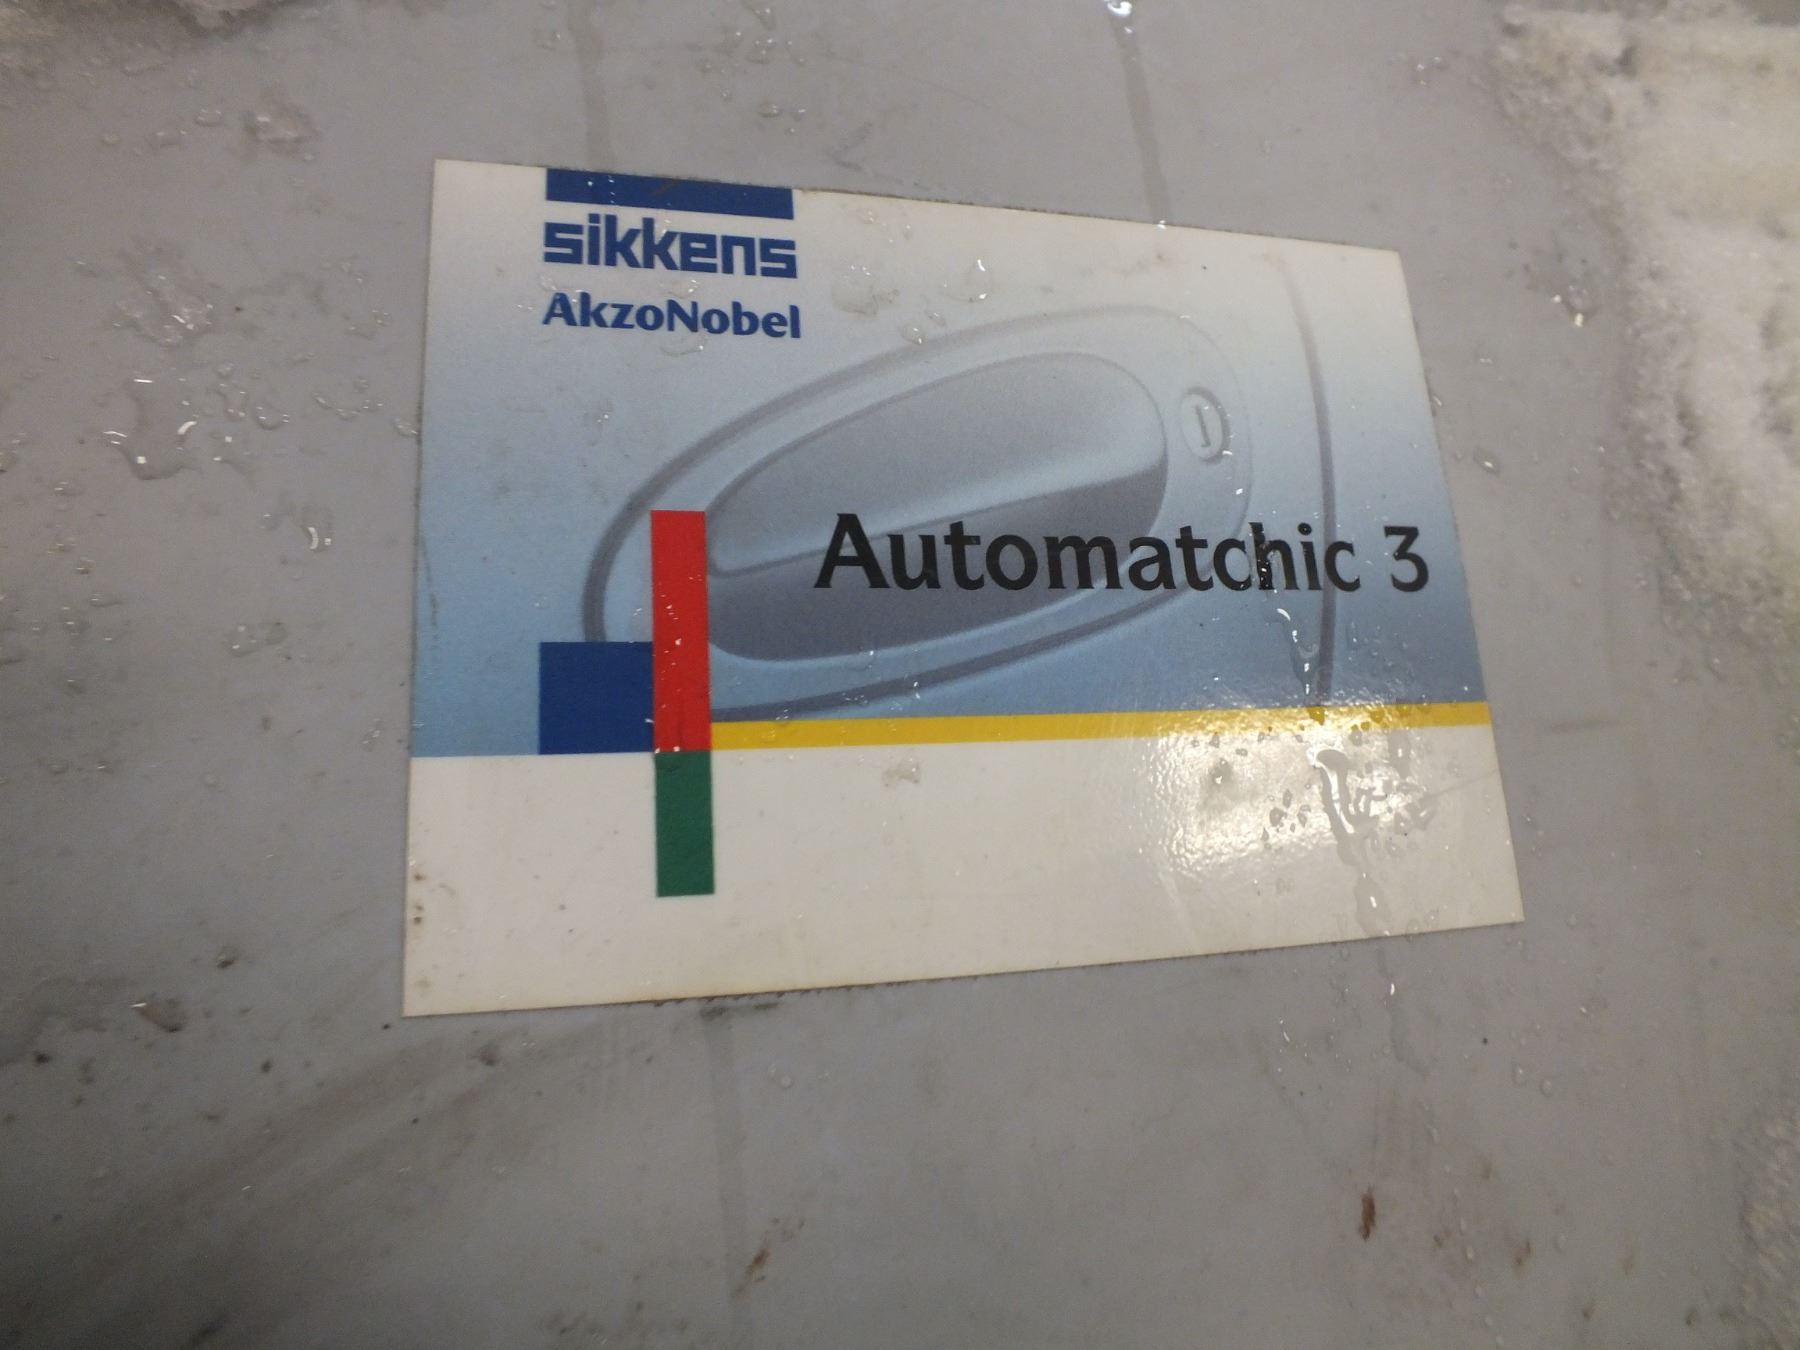 sikkens
AkzoNobel
Automatchic 3